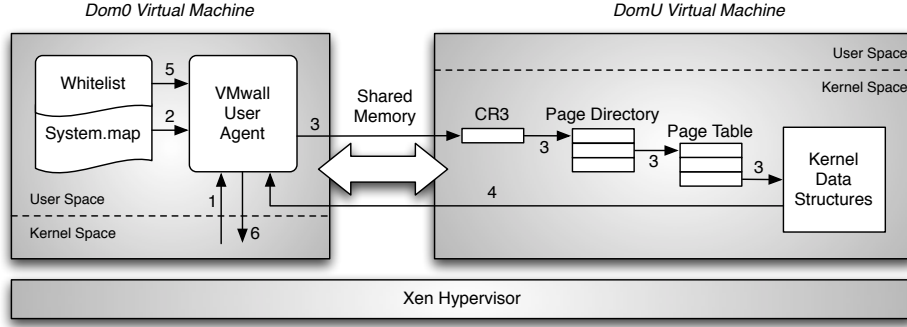 Dom0 Virtual Machine
DomU Virtual Machine
Whitelist
System.map
5
2
VMwall
User
Agent
3
1
6
User Space
Kernel Space
Shared
Memory
User Space
Kernel Space
CR3
3
Page Directory
3
Page Table
3
Kernel
Data
Structures
4
Xen Hypervisor